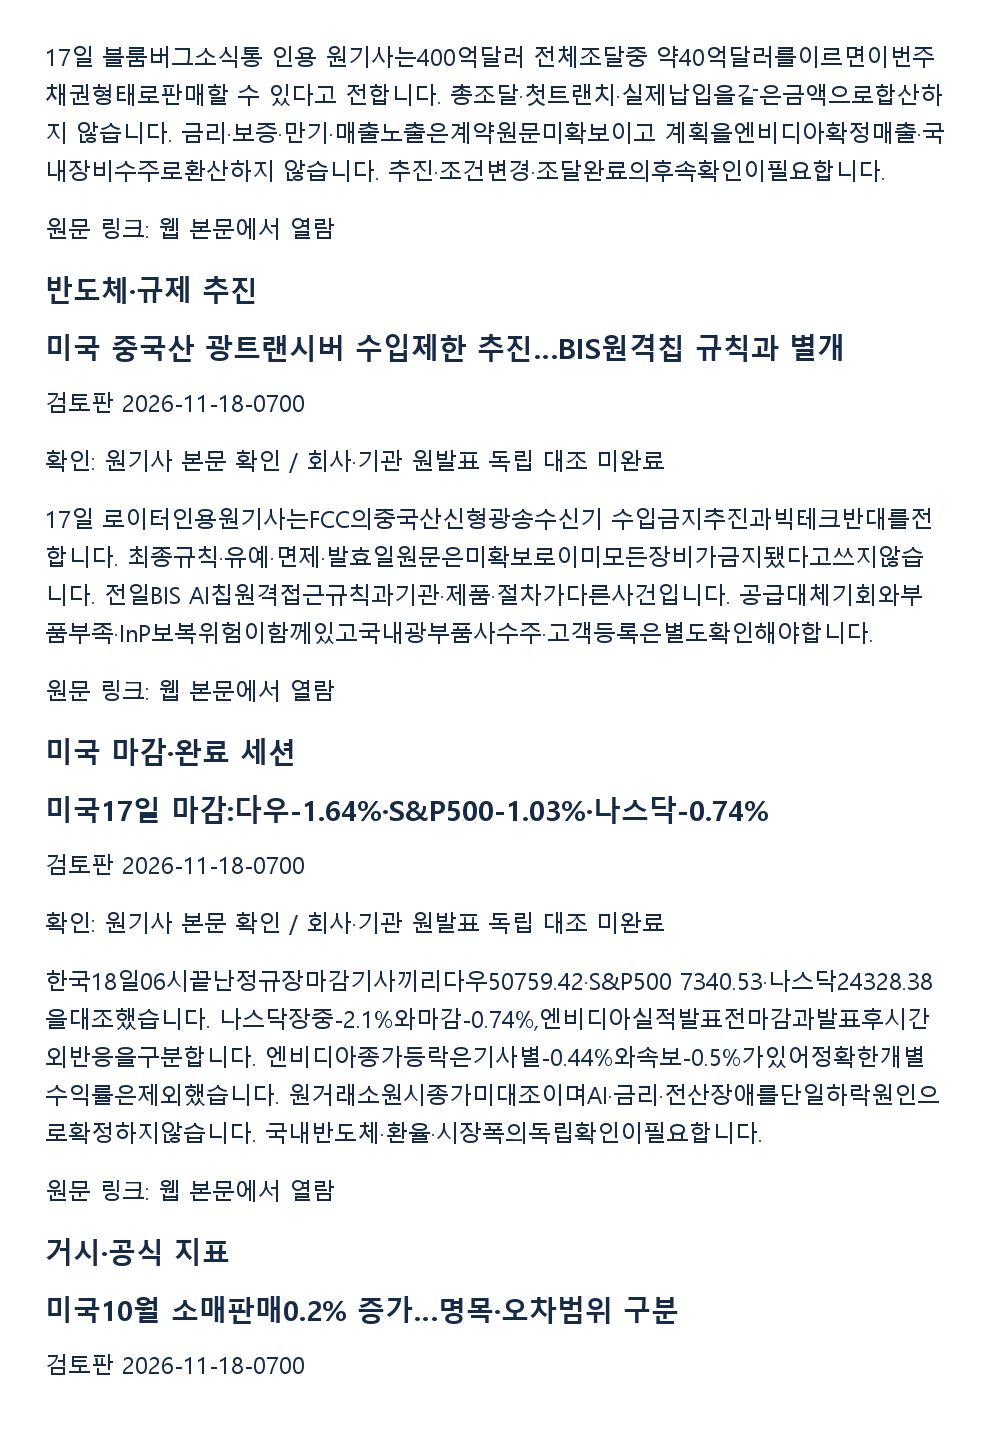 17일 블룸버그소식통 인용 원기사는400억달러 전체조달중 약40억달러를이르면이번주
채권형태로판매할 수 있다고 전합니다. 총조달·첫트랜치·실제납입을같은금액으로합산하
지 않습니다. 금리·보증·만기·매출노출은계약원문미확보이고 계획을엔비디아확정매출·국
내장비수주로환산하지 않습니다. 추진·조건변경·조달완료의후속확인이필요합니다.
원문 링크: 웹 본문에서 열람
반도체·규제 추진
미국 중국산 광트랜시버 수입제한 추진…BIS원격칩 규칙과 별개
검토판 2026-11-18-0700
확인: 원기사 본문 확인 / 회사·기관 원발표 독립 대조 미완료
17일 로이터인용원기사는FCC의중국산신형광송수신기 수입금지추진과빅테크반대를전
합니다. 최종규칙·유예·면제·발효일원문은미확보로이미모든장비가금지됐다고쓰지않습
니다. 전일BIS AI칩원격접근규칙과기관·제품·절차가다른사건입니다. 공급대체기회와부
품부족·InP보복위험이함께있고국내광부품사수주·고객등록은별도확인해야합니다.
원문 링크: 웹 본문에서 열람
미국 마감·완료 세션
미국17일 마감:다우-1.64%·S&P500-1.03%·나스닥-0.74%
검토판 2026-11-18-0700
확인: 원기사 본문 확인 / 회사·기관 원발표 독립 대조 미완료
한국18일06시끝난정규장마감기사끼리다우50759.42·S&P500 7340.53·나스닥24328.38
을대조했습니다. 나스닥장중-2.1%와마감-0.74%,엔비디아실적발표전마감과발표후시간
외반응을구분합니다. 엔비디아종가등락은기사별-0.44%와속보-0.5%가있어정확한개별
수익률은제외했습니다. 원거래소원시종가미대조이며AI·금리·전산장애를단일하락원인으
로확정하지않습니다. 국내반도체·환율·시장폭의독립확인이필요합니다.
원문 링크: 웹 본문에서 열람
거시·공식 지표
미국10월 소매판매0.2% 증가…명목·오차범위 구분
검토판 2026-11-18-0700